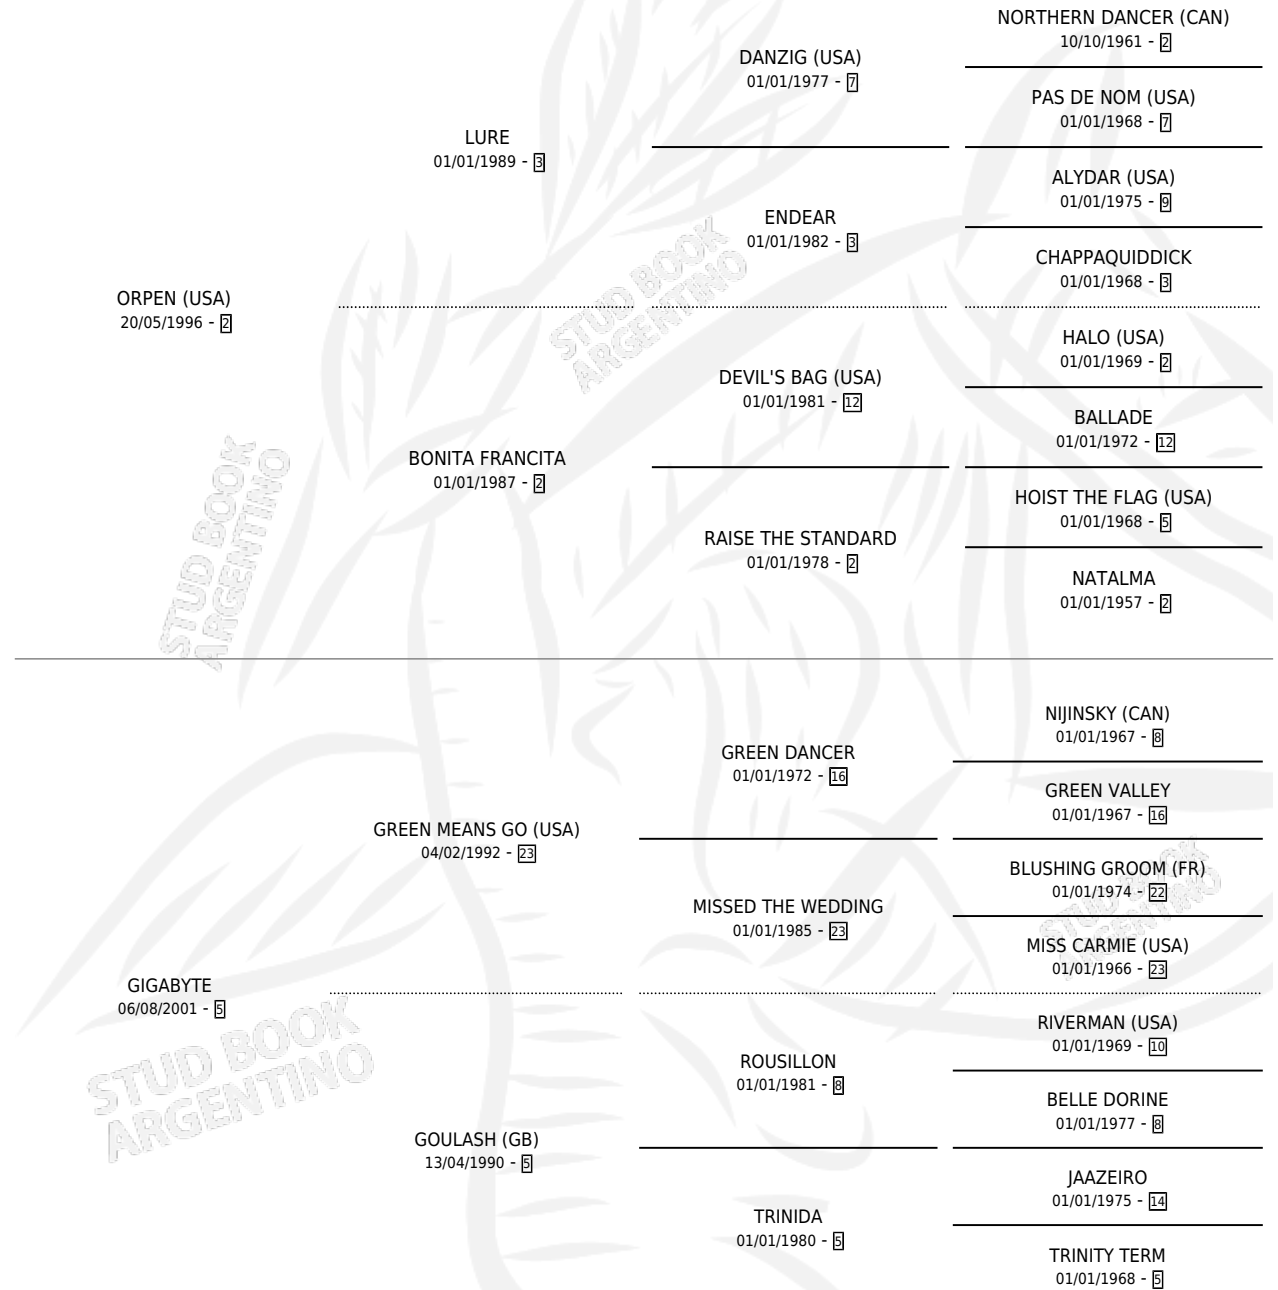 NORTHERN DANCER (CAN)
10/10/1961 - 2
DANZIG (USA)
01/01/1977 - 7
PAS DE NOM (USA)
01/01/1968 - 7
LURE
01/01/1989 - 3
ALYDAR (USA)
01/01/1975 - 9
ENDEAR
01/01/1982 - 3
CHAPPAQUIDDICK
01/01/1968 - 3
ORPEN (USA)
20/05/1996 - 2
STUD BOOK
ARGENTINO
HALO (USA)
01/01/1969 - 2
DEVIL'S BAG (USA)
01/01/1981 - 12
BALLADE
01/01/1972 - 12
BONITA FRANCITA
01/01/1987 - 2
HOIST THE FLAG (USA)
01/01/1968 - 5
RAISE THE STANDARD
01/01/1978 - 2
NATALMA
01/01/1957 - 2
STUD BOOK
ARGENTINO
NIJINSKY (CAN)
01/01/1967 - 8
GREEN DANCER
01/01/1972 - 16
GREEN VALLEY
01/01/1967 - 16
GREEN MEANS GO (USA)
04/02/1992 - 23
BLUSHING GROOM (FR)
01/01/1974 - 22
MISSED THE WEDDING
01/01/1985 - 23
STUD BOOK
ARGENTINO
MISS CARMIE (USA)
01/01/1966 - 23
GIGABYTE
06/08/2001 - 5
STUD BOOK
ARGENTINO
RIVERMAN (USA)
01/01/1969 - 10
ROUSILLON
01/01/1981 - 8
BELLE DORINE
01/01/1977 - 8
GOULASH (GB)
13/04/1990 - 5
JAAZEIRO
01/01/1975 - 14
TRINIDA
01/01/1980 - 5
TRINITY TERM
01/01/1968 - 5